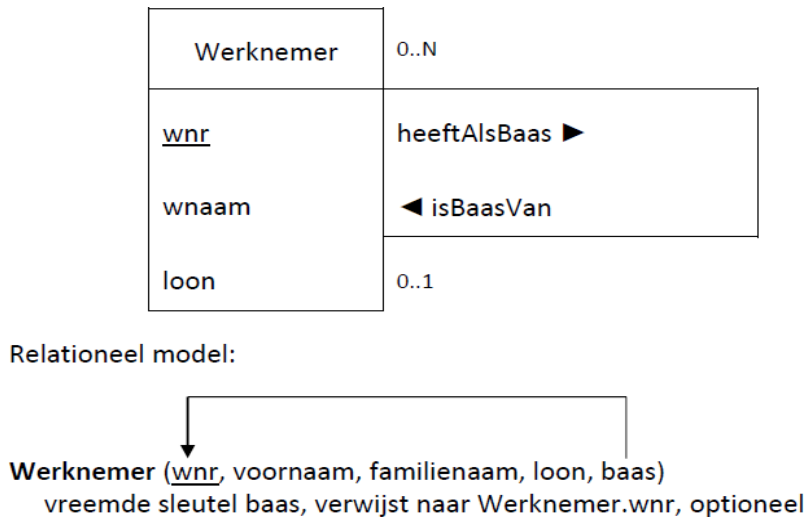 Werknemer 0..N
wnr heeftAlsBaas ►
wnaam ◄ isBaasVan
loon 0..1
Relationeel model:
Werknemer (wnr, voornaam, familienaam, loon, baas)
vreemde sleutel baas, verwijst naar Werknemer.wnr, optioneel